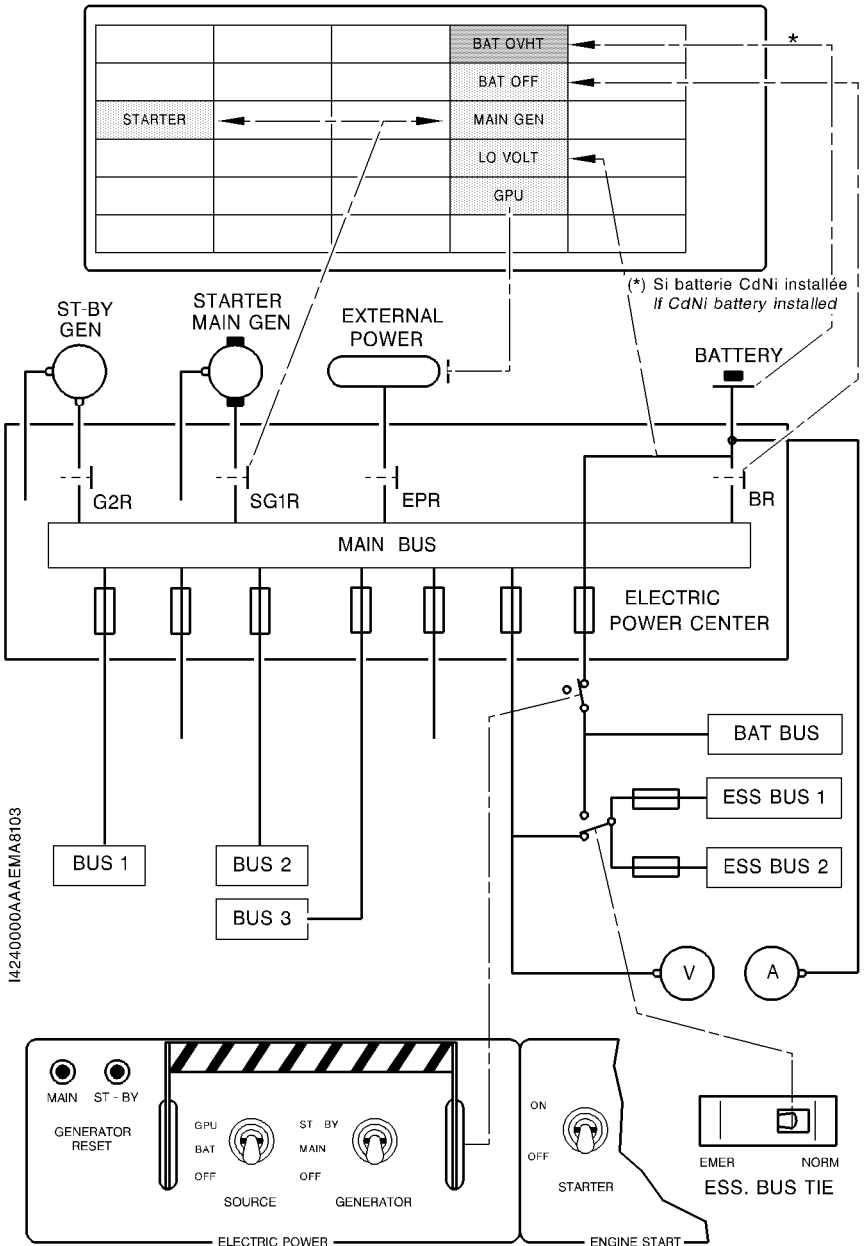 BAT OVHT
*
BAT OFF
STARTER
MAIN GEN
LO VOLT
GPU
(*) Si batterie CdNi installée
If CdNi battery installed
ST-BY
GEN
STARTER
MAIN GEN
EXTERNAL
POWER
BATTERY
G2R
SG1R
EPR
BR
MAIN BUS
ELECTRIC
POWER CENTER
BAT BUS
ESS BUS 1
ESS BUS 2
BUS 1
BUS 2
BUS 3
V
A
I4240000AAAEMA8103
MAIN
ST - BY
GENERATOR
RESET
GPU
BAT
OFF
SOURCE
ST BY
MAIN
OFF
GENERATOR
ELECTRIC POWER
ON
OFF
STARTER
ENGINE START
EMER
NORM
ESS. BUS TIE